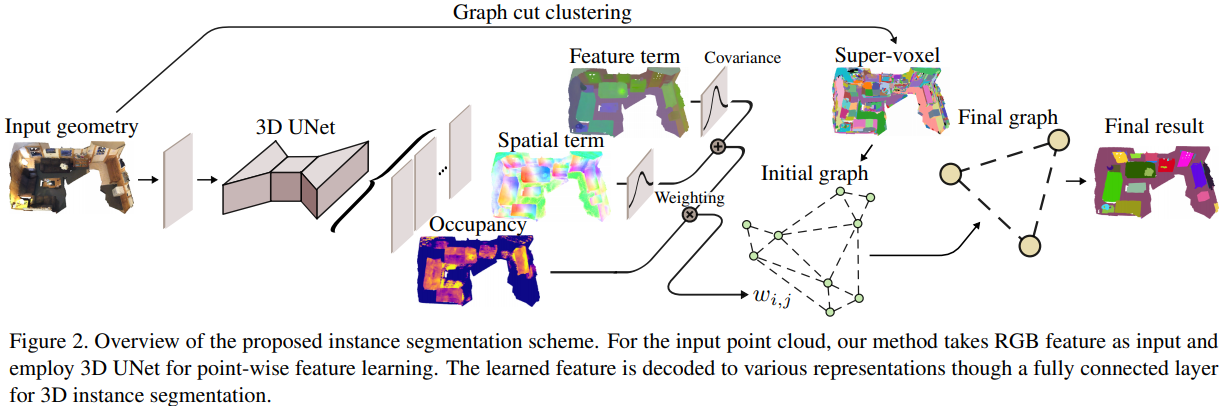 Graph cut clustering
Feature term
Covariance
Super-voxel
Input geometry
3D UNet
Final graph
Final result
Spatial term
Initial graph
Weighting
Occupancy
w_{i,j}
Figure 2. Overview of the proposed instance segmentation scheme. For the input point cloud, our method takes RGB feature as input and
employ 3D UNet for point-wise feature learning. The learned feature is decoded to various representations though a fully connected layer
for 3D instance segmentation.